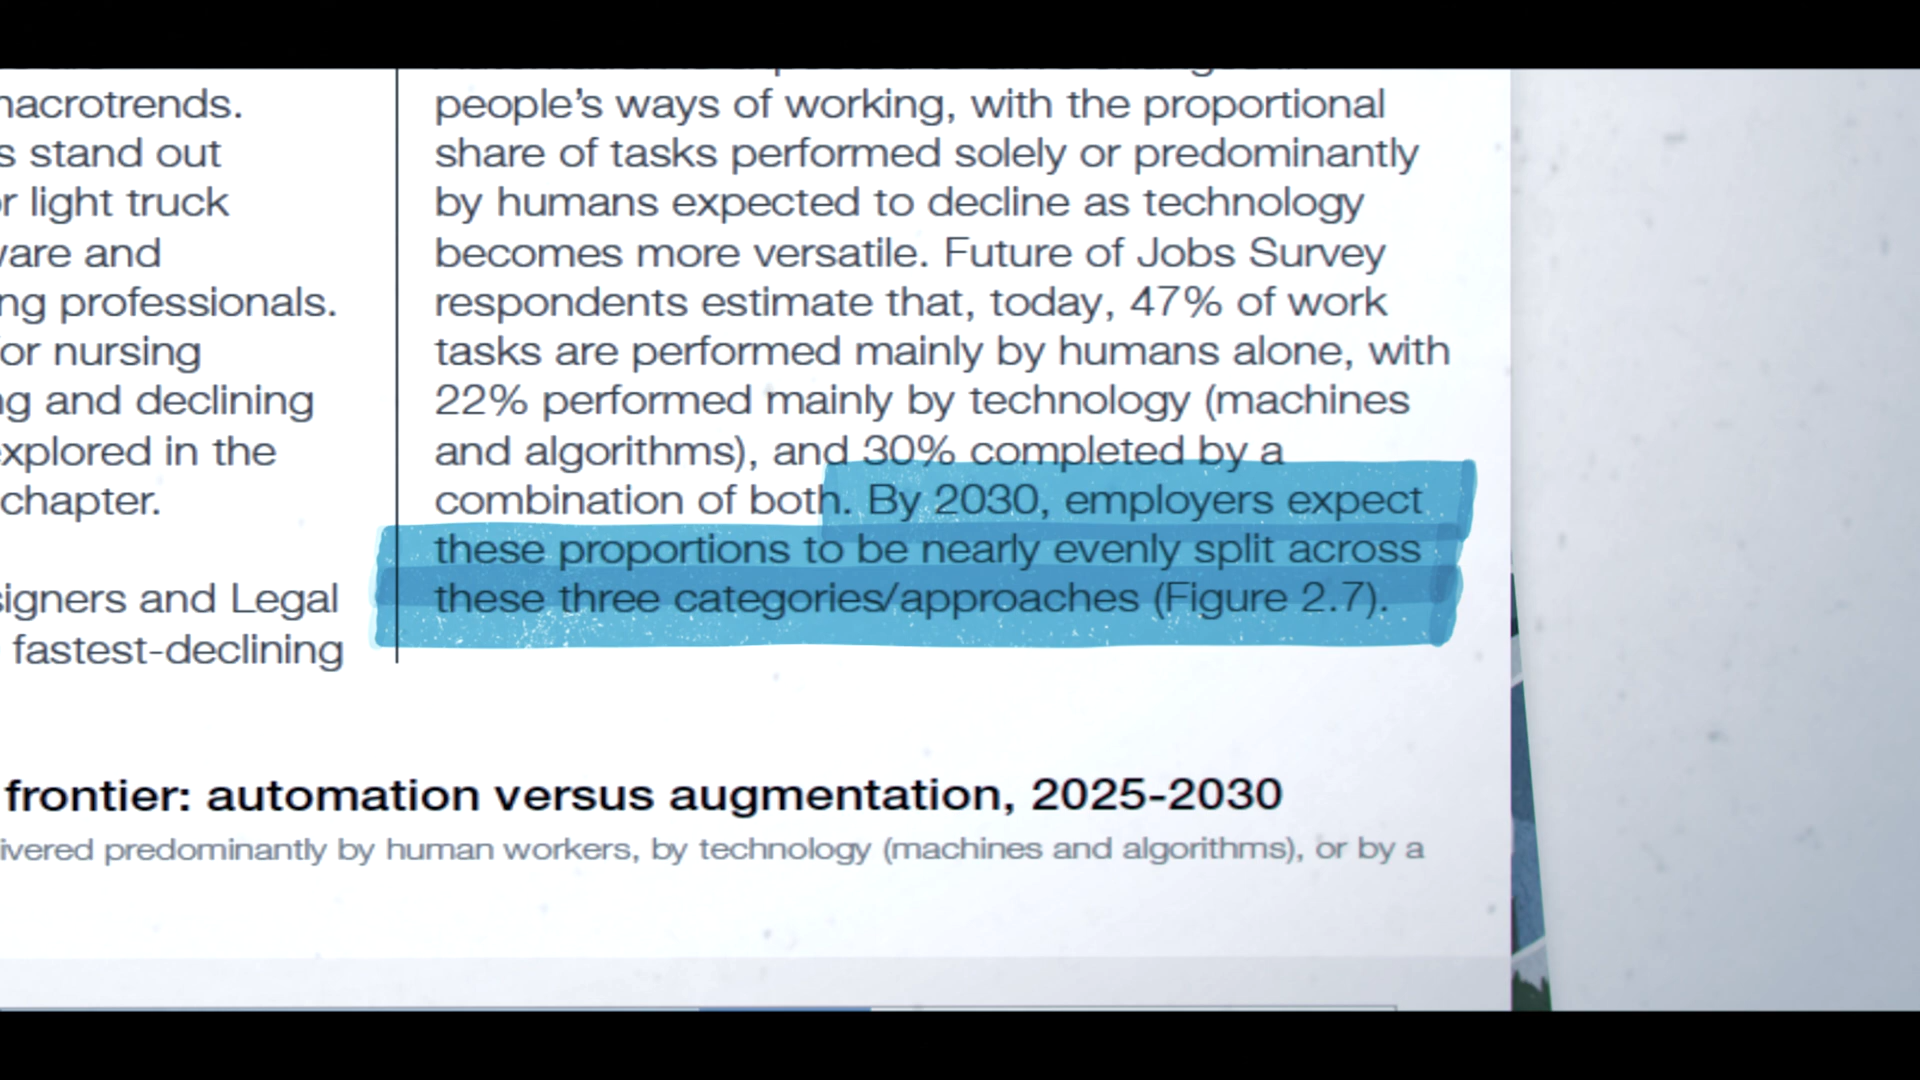 macrotrends.
s stand out
r light truck
ware and
ng professionals.
for nursing
ng and declining
explored in the
chapter.
signers and Legal
fastest-declining
people’s ways of working, with the proportional
share of tasks performed solely or predominantly
by humans expected to decline as technology
becomes more versatile. Future of Jobs Survey
respondents estimate that, today, 47% of work
tasks are performed mainly by humans alone, with
22% performed mainly by technology (machines
and algorithms), and 30% completed by a
combination of both. By 2030, employers expect
these proportions to be nearly evenly split across
these three categories/approaches (Figure 2.7).
frontier: automation versus augmentation, 2025-2030
ivered predominantly by human workers, by technology (machines and algorithms), or by a